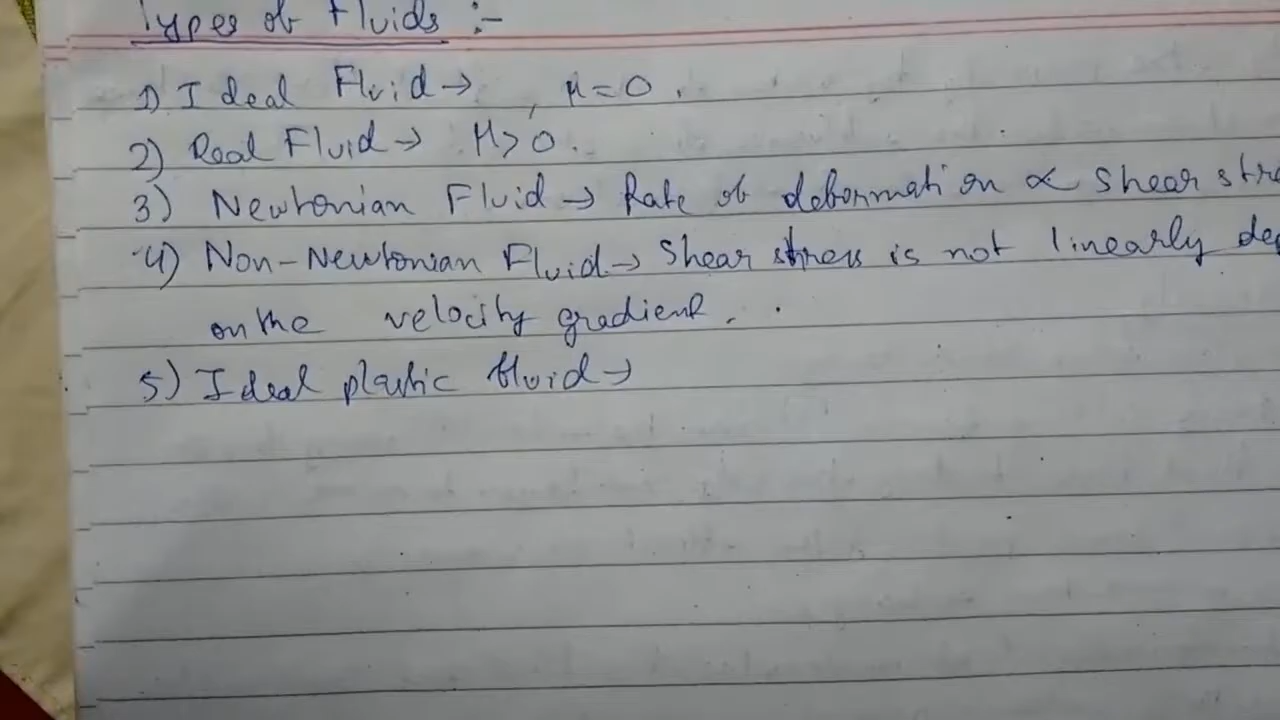 Types of Fluids :-
1) Ideal Fluid → , μ = 0 .
2) Real Fluid → μ > 0 .
3) Newtonian Fluid → Rate of deformation ∝ Shear stre
4) Non-Newtonian Fluid → Shear stress is not linearly dep
on the velocity gradient .
5) Ideal plastic fluid →